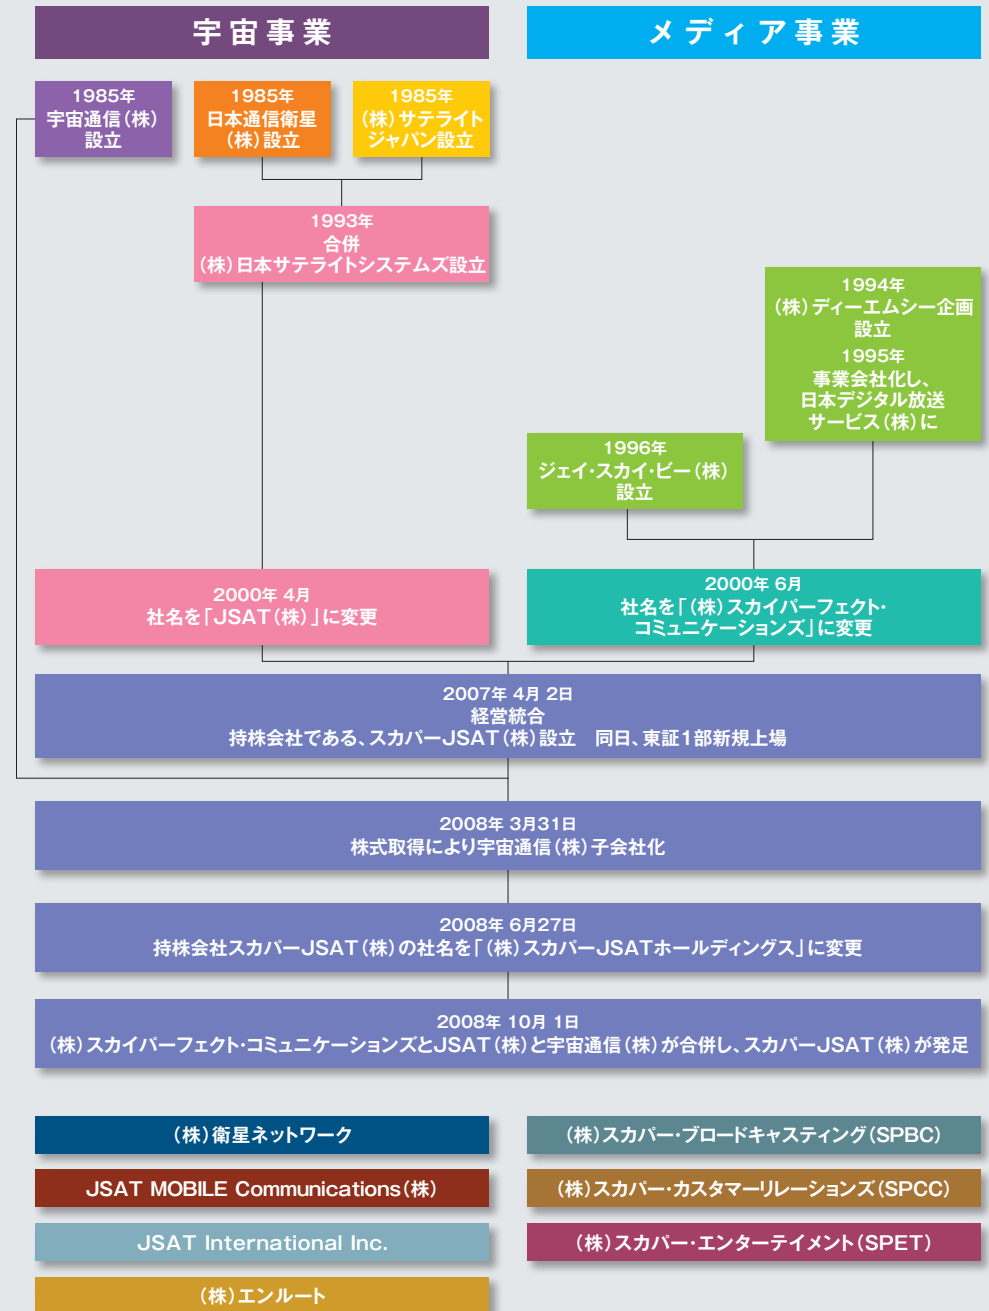 宇宙事業
メディア事業
1985年
宇宙通信(株)
設立
1985年
日本通信衛星
(株)設立
1985年
(株)サテライト
ジャパン設立
1993年
合併
(株)日本サテライトシステムズ設立
1994年
(株)ディーエムシー企画
設立
1995年
事業会社化し、
日本デジタル放送
サービス(株)に
1996年
ジェイ・スカイ・ビー(株)
設立
2000年 4月
社名を「JSAT(株)」に変更
2000年 6月
社名を「(株)スカイパーフェクト・
コミュニケーションズ」に変更
2007年 4月 2日
経営統合
持株会社である、スカパーJSAT(株)設立 同日、東証1部新規上場
2008年 3月31日
株式取得により宇宙通信(株)子会社化
2008年 6月27日
持株会社スカパーJSAT(株)の社名を「(株)スカパーJSATホールディングス」に変更
2008年 10月 1日
(株)スカイパーフェクト・コミュニケーションズとJSAT(株)と宇宙通信(株)が合併し、スカパーJSAT(株)が発足
(株)衛星ネットワーク
JSAT MOBILE Communications(株)
JSAT International Inc.
(株)エンルート
(株)スカパー・ブロードキャスティング(SPBC)
(株)スカパー・カスタマーリレーションズ(SPCC)
(株)スカパー・エンターテイメント(SPET)